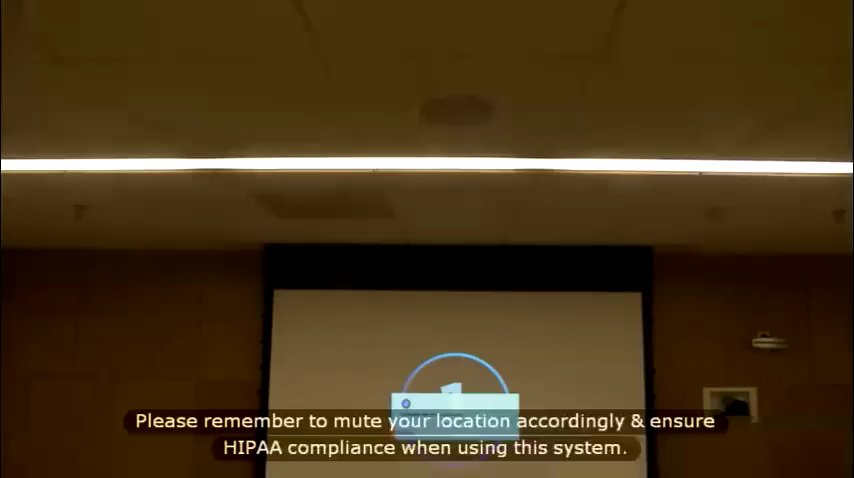 Please remember to mute your location accordingly & ensure
HIPAA compliance when using this system.